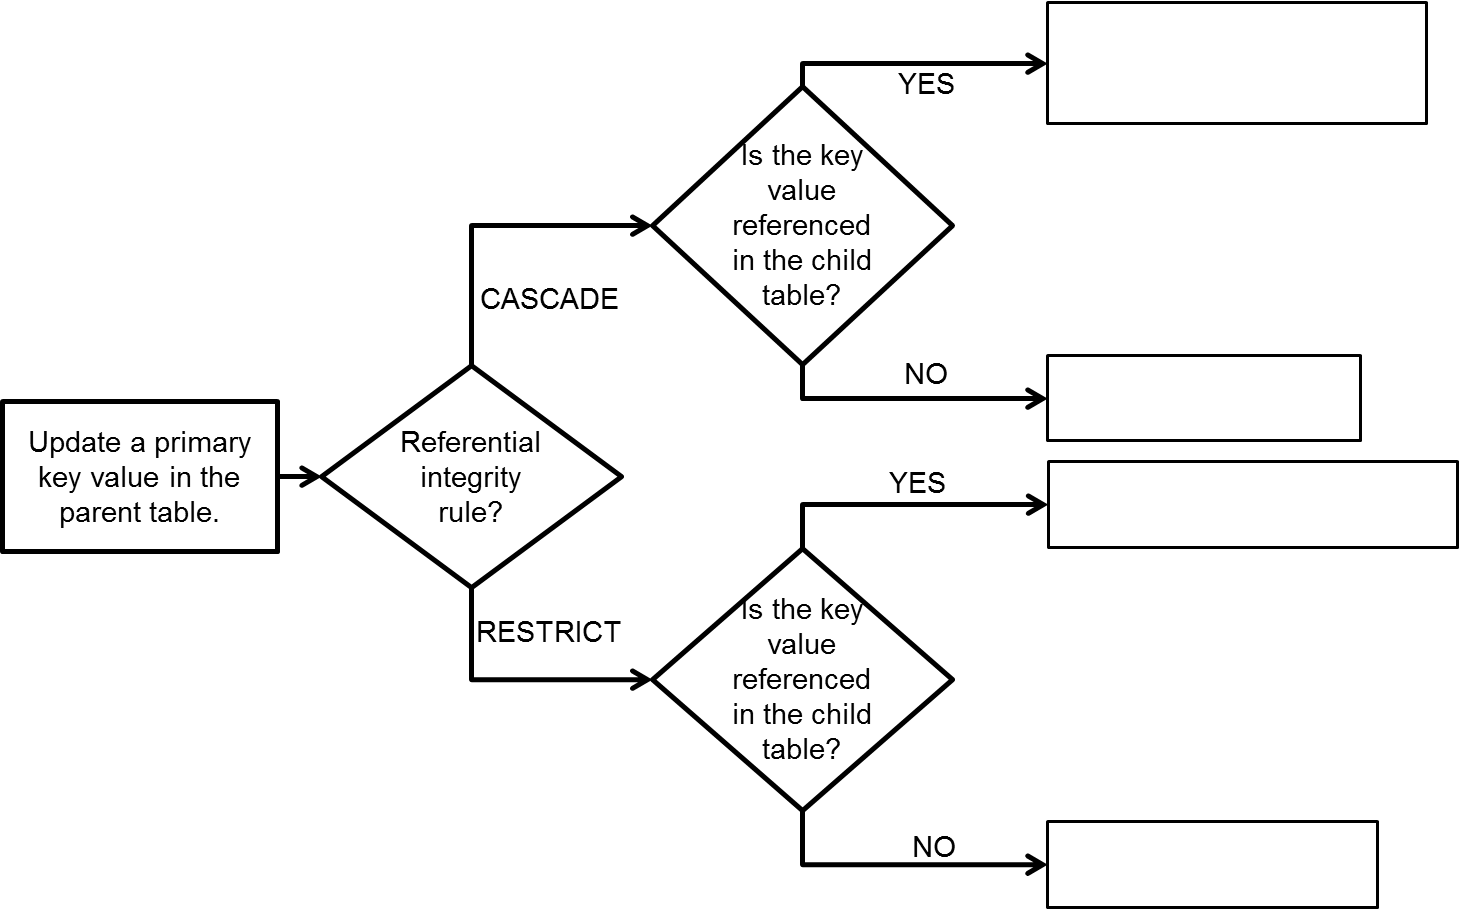 Update a primary
key value in the
parent table.
Referential
integrity
rule?
CASCADE
Is the key
value
referenced
in the child
table?
YES
NO
RESTRICT
Is the key
value
referenced
in the child
table?
YES
NO